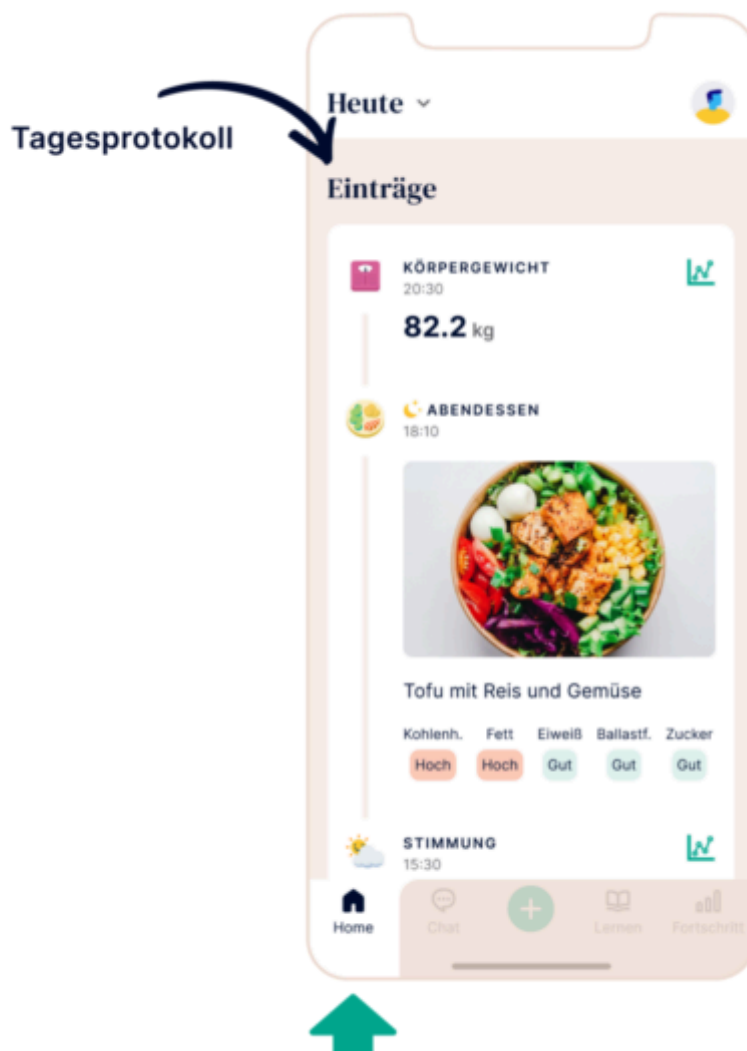 Heute
Tagesprotokoll
Einträge
KÖRPERGEWICHT
20:30
82.2 kg
ABENDESSEN
18:10
Tofu mit Reis und Gemüse
Kohlenh. Fett Eiweiß Ballastf. Zucker
Hoch Hoch Gut Gut Gut
STIMMUNG
15:30
Home Chat Lernen Fortschritt